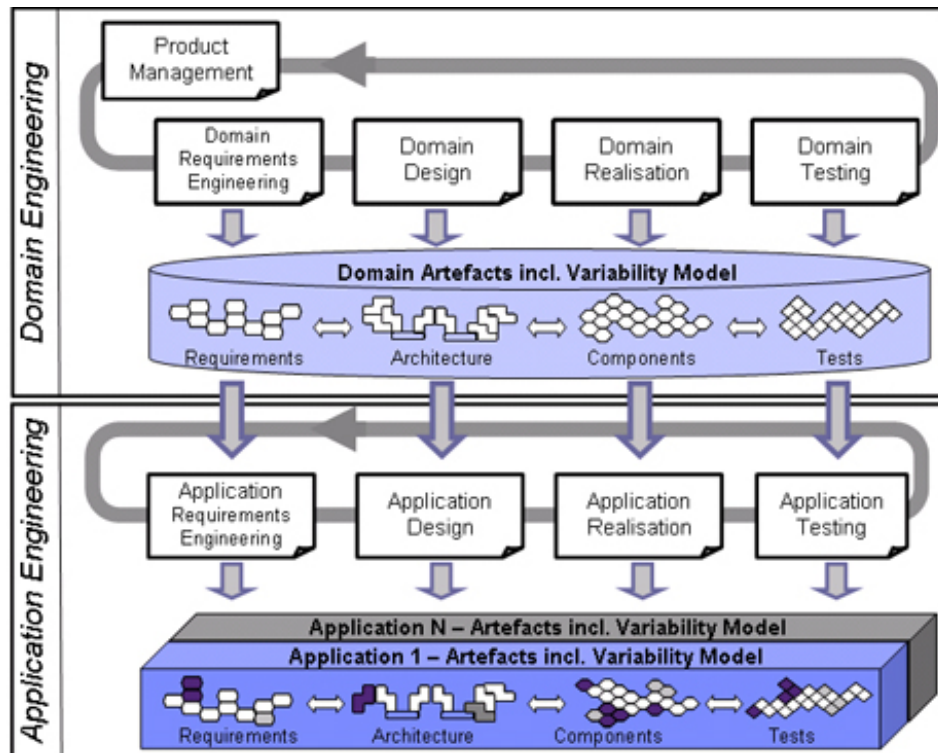 Domain Engineering
Product
Management
Domain
Requirements
Engineering
Domain
Design
Domain
Realisation
Domain
Testing
Domain Artefacts incl. Variability Model
Requirements
Architecture
Components
Tests
Application Engineering
Application
Requirements
Engineering
Application
Design
Application
Realisation
Application
Testing
Application N – Artefacts incl. Variability Model
Application 1 – Artefacts incl. Variability Model
Requirements
Architecture
Components
Tests